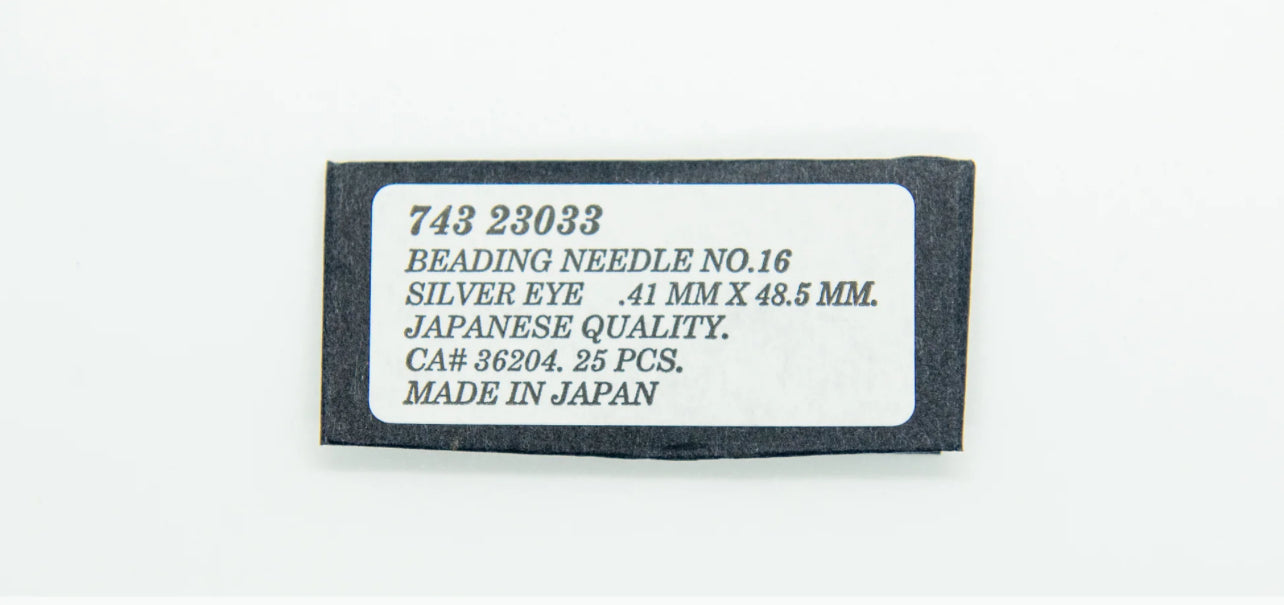 743 23033
BEADING NEEDLE NO.16
SILVER EYE .41 MM X 48.5 MM.
JAPANESE QUALITY.
CA# 36204. 25 PCS.
MADE IN JAPAN